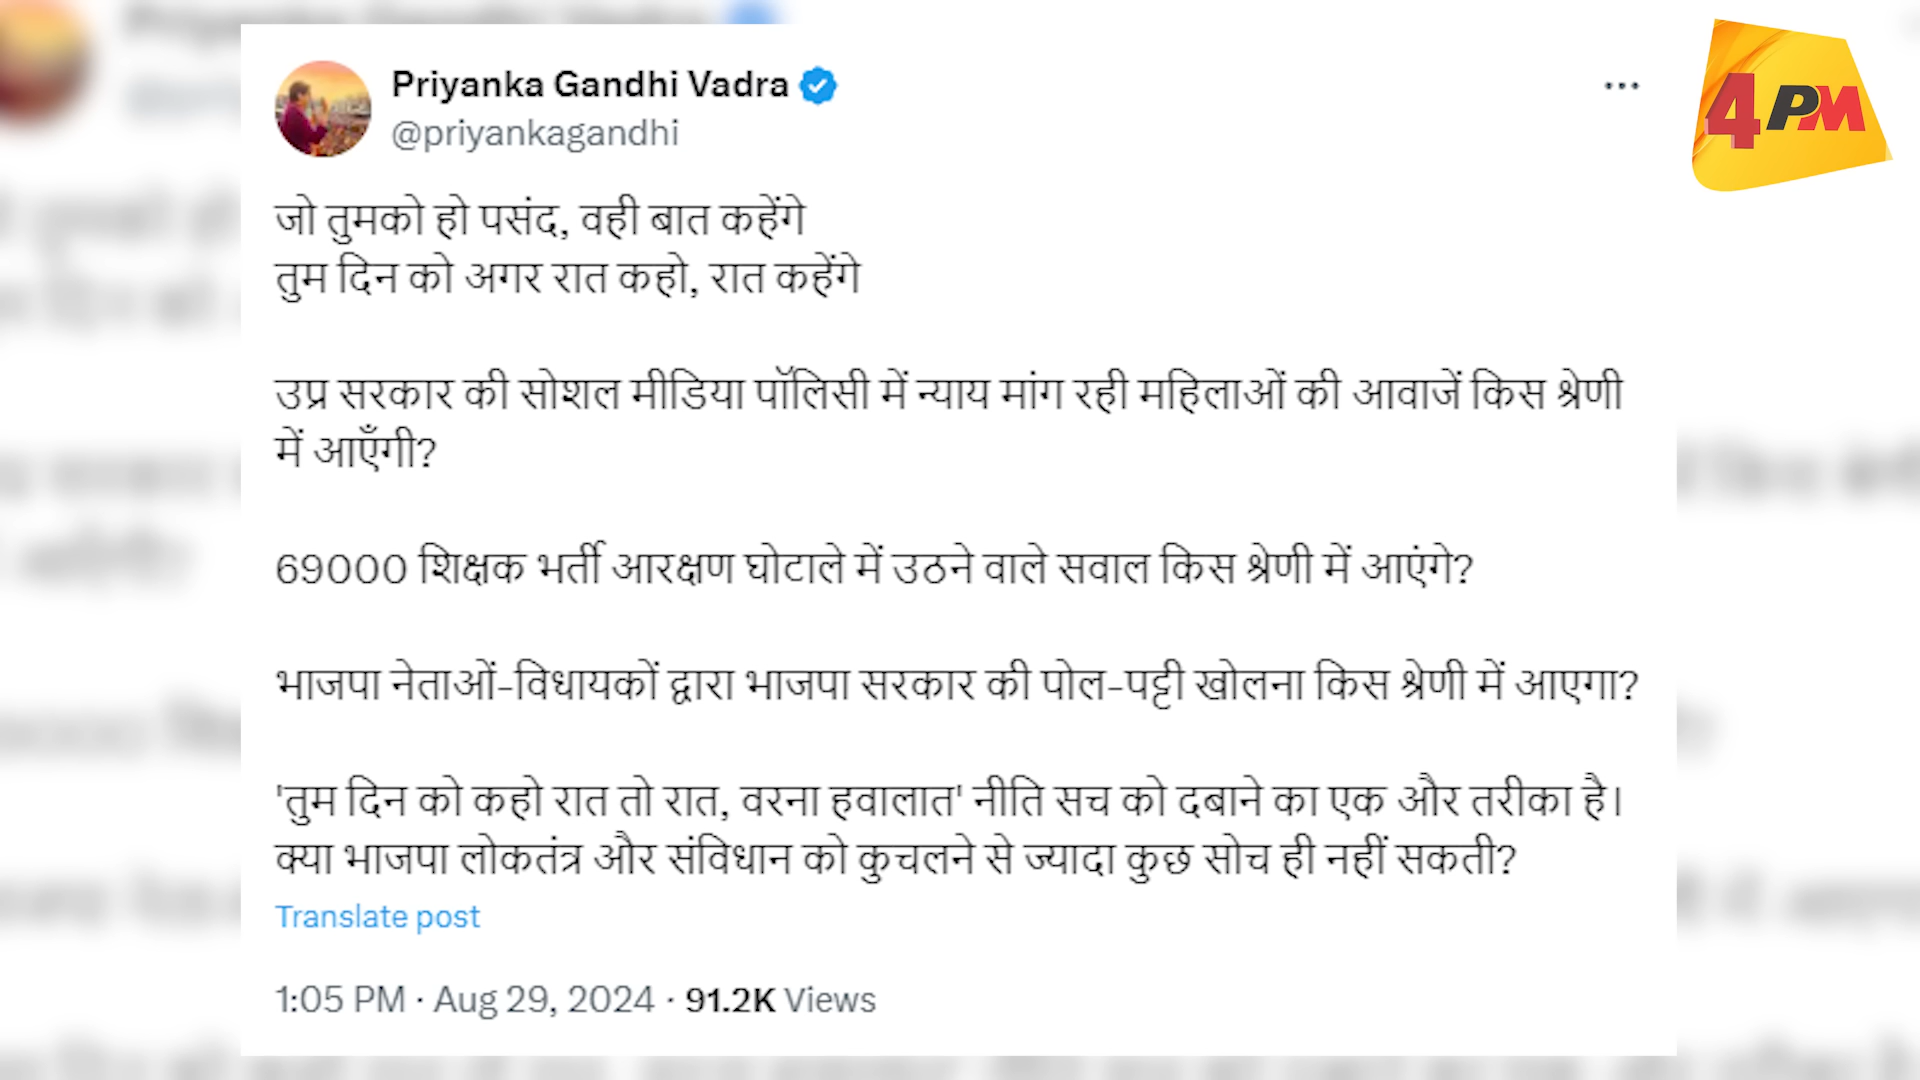 Priyanka Gandhi Vadra
@priyankagandhi
4PM
जो तुमको हो पसंद, वही बात कहेंगे
तुम दिन को अगर रात कहो, रात कहेंगे
उप्र सरकार की सोशल मीडिया पॉलिसी में न्याय मांग रही महिलाओं की आवाजें किस श्रेणी
में आएँगी?
69000 शिक्षक भर्ती आरक्षण घोटाले में उठने वाले सवाल किस श्रेणी में आएंगे?
भाजपा नेताओं-विधायकों द्वारा भाजपा सरकार की पोल-पट्टी खोलना किस श्रेणी में आएगा?
'तुम दिन को कहो रात तो रात, वरना हवालात' नीति सच को दबाने का एक और तरीका है।
क्या भाजपा लोकतंत्र और संविधान को कुचलने से ज्यादा कुछ सोच ही नहीं सकती?
Translate post
1:05 PM · Aug 29, 2024 · 91.2K Views